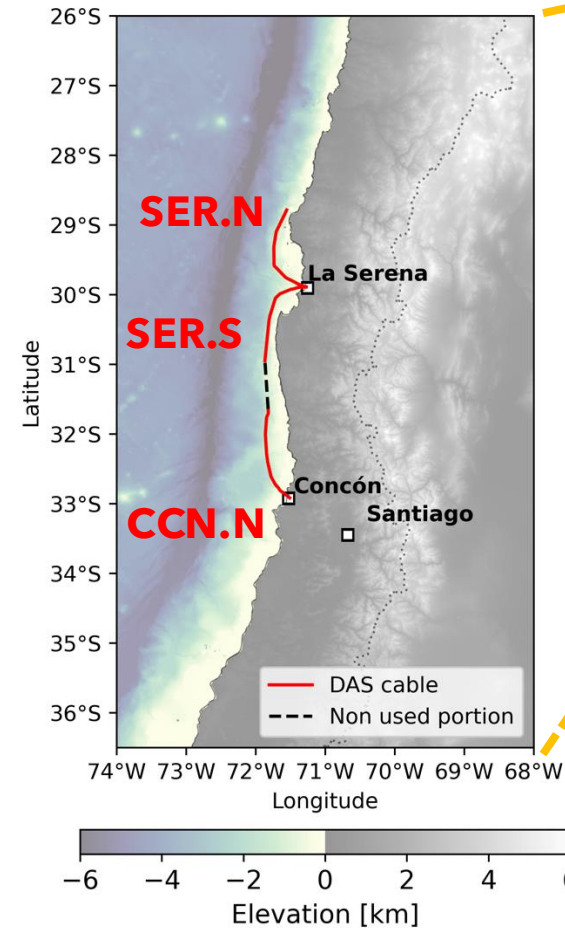 26°S
27°S
28°S
29°S
30°S
31°S
32°S
33°S
34°S
35°S
36°S
Latitude
SER.N
La Serena
SER.S
Concón
Santiago
CCN.N
DAS cable
Non used portion
74°W 73°W 72°W 71°W 70°W 69°W 68°W
Longitude
−6 −4 −2 0 2 4
Elevation [km]